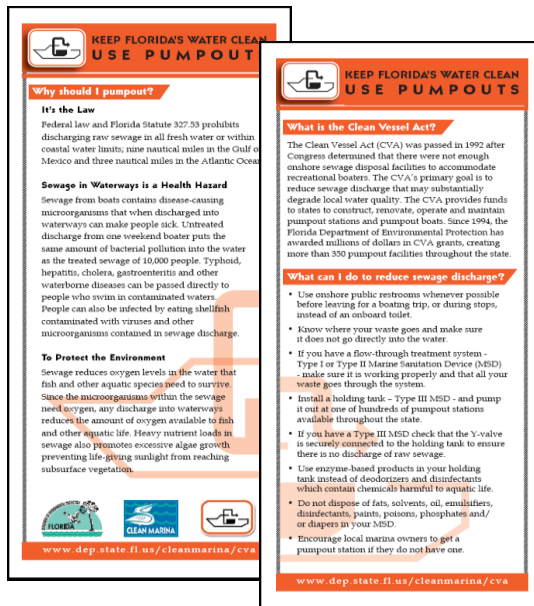 KEEP FLORIDA'S WATER CLEAN
USE PUMPOUT
Why should I pumpout?
It's the Law
Federal law and Florida Statute 327.53 prohibits
discharging raw sewage in all fresh water or within
coastal water limits; nine nautical miles in the Gulf o
Mexico and three nautical miles in the Atlantic Ocean
Sewage in Waterways is a Health Hazard
Sewage from boats contains disease-causing
microorganisms that when discharged into
waterways can make people sick. Untreated
discharge from one weekend boater puts the
same amount of bacterial pollution into the water
as the treated sewage of 10,000 people. Typhoid,
hepatitis, cholera, gastroenteritis and other
waterborne diseases can be passed directly to
people who swim in contaminated waters.
People can also be infected by eating shellfish
contaminated with viruses and other
microorganisms contained in sewage discharge.
To Protect the Environment
Sewage reduces oxygen levels in the water that
fish and other aquatic species need to survive.
Since the microorganisms within the sewage
need oxygen, any discharge into waterways
reduces the amount of oxygen available to fish
and other aquatic life. Heavy nutrient loads in
sewage also promotes excessive algae growth
preventing life-giving sunlight from reaching
subsurface vegetation.
FLORIDA
CLEAN MARINA
www.dep.state.fl.us/cleanmarina/cva
KEEP FLORIDA'S WATER CLEAN
USE PUMPOUTS
What is the Clean Vessel Act?
The Clean Vessel Act (CVA) was passed in 1992 after
Congress determined that there were not enough
onshore sewage disposal facilities to accommodate
recreational boaters. The CVA's primary goal is to
reduce sewage discharge that may substantially
degrade local water quality. The CVA provides funds
to states to construct, renovate, operate and maintain
pumpout stations and pumpout boats. Since 1994, the
Florida Department of Environmental Protection has
awarded millions of dollars in CVA grants, creating
more than 350 pumpout facilities throughout the state.
What can I do to reduce sewage discharge?
• Use onshore public restrooms whenever possible
before leaving for a boating trip, or during stops,
instead of an onboard toilet.
• Know where your waste goes and make sure
it does not go directly into the water.
• If you have a flow-through treatment system -
Type I or Type II Marine Sanitation Device (MSD)
- make sure it is working properly and that all your
waste goes through the system.
• Install a holding tank – Type III MSD - and pump
it out at one of hundreds of pumpout stations
available throughout the state.
• If you have a Type III MSD check that the Y-valve
is securely connected to the holding tank to ensure
there is no discharge of raw sewage.
• Use enzyme-based products in your holding
tank instead of deodorizers and disinfectants
which contain chemicals harmful to aquatic life.
• Do not dispose of fats, solvents, oil, emulsifiers,
disinfectants, paints, poisons, phosphates and/
or diapers in your MSD.
• Encourage local marina owners to get a
pumpout station if they do not have one.
www.dep.state.fl.us/cleanmarina/cva